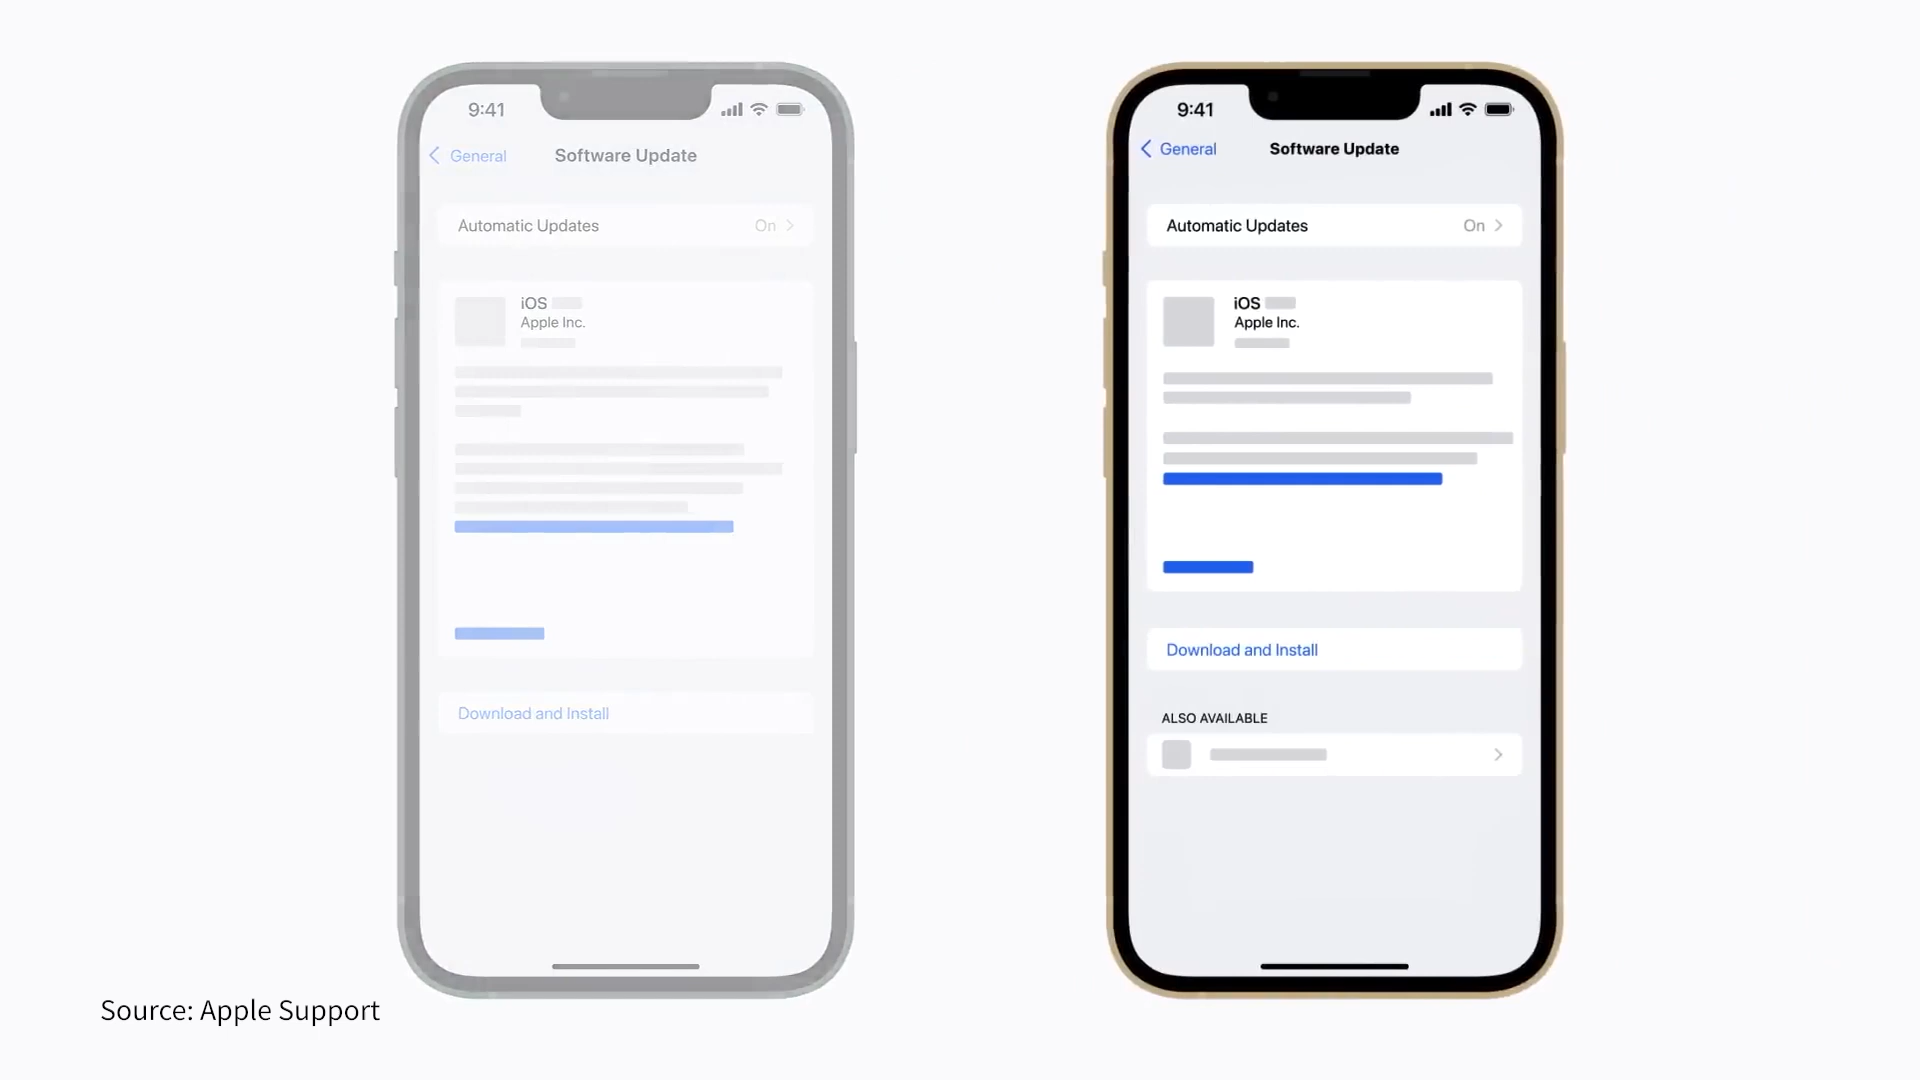 9:41
General
Software Update
Automatic Updates
On
iOS
Apple Inc.
Download and Install
9:41
General
Software Update
Automatic Updates
On
iOS
Apple Inc.
Download and Install
ALSO AVAILABLE
Source: Apple Support